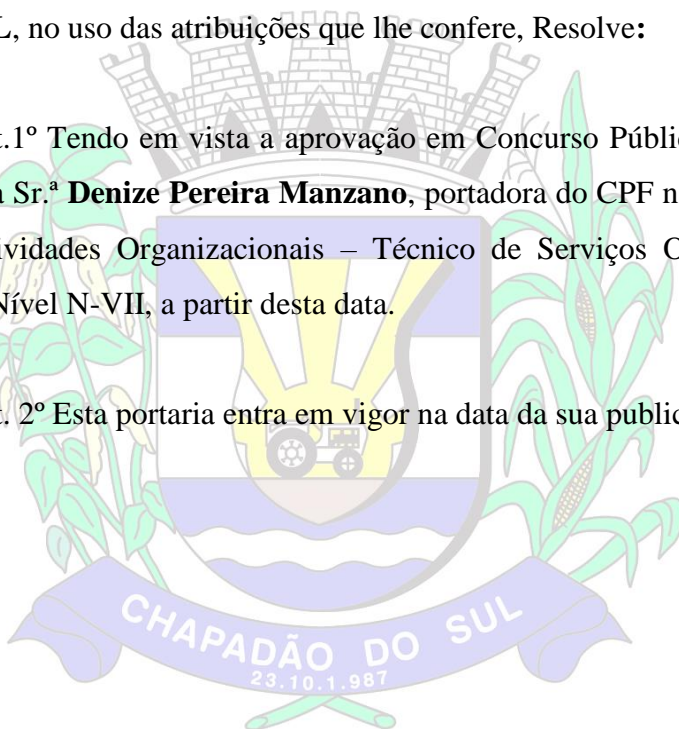 L, no uso das atribuições que lhe confere, Resolve:
t.1º Tendo em vista a aprovação em Concurso Públic
a Sr.ª Denize Pereira Manzano, portadora do CPF n
ividades Organizacionais – Técnico de Serviços O
Nível N-VII, a partir desta data.
t. 2º Esta portaria entra em vigor na data da sua public
CHAPADÃO DO SUL
23.10.1.987